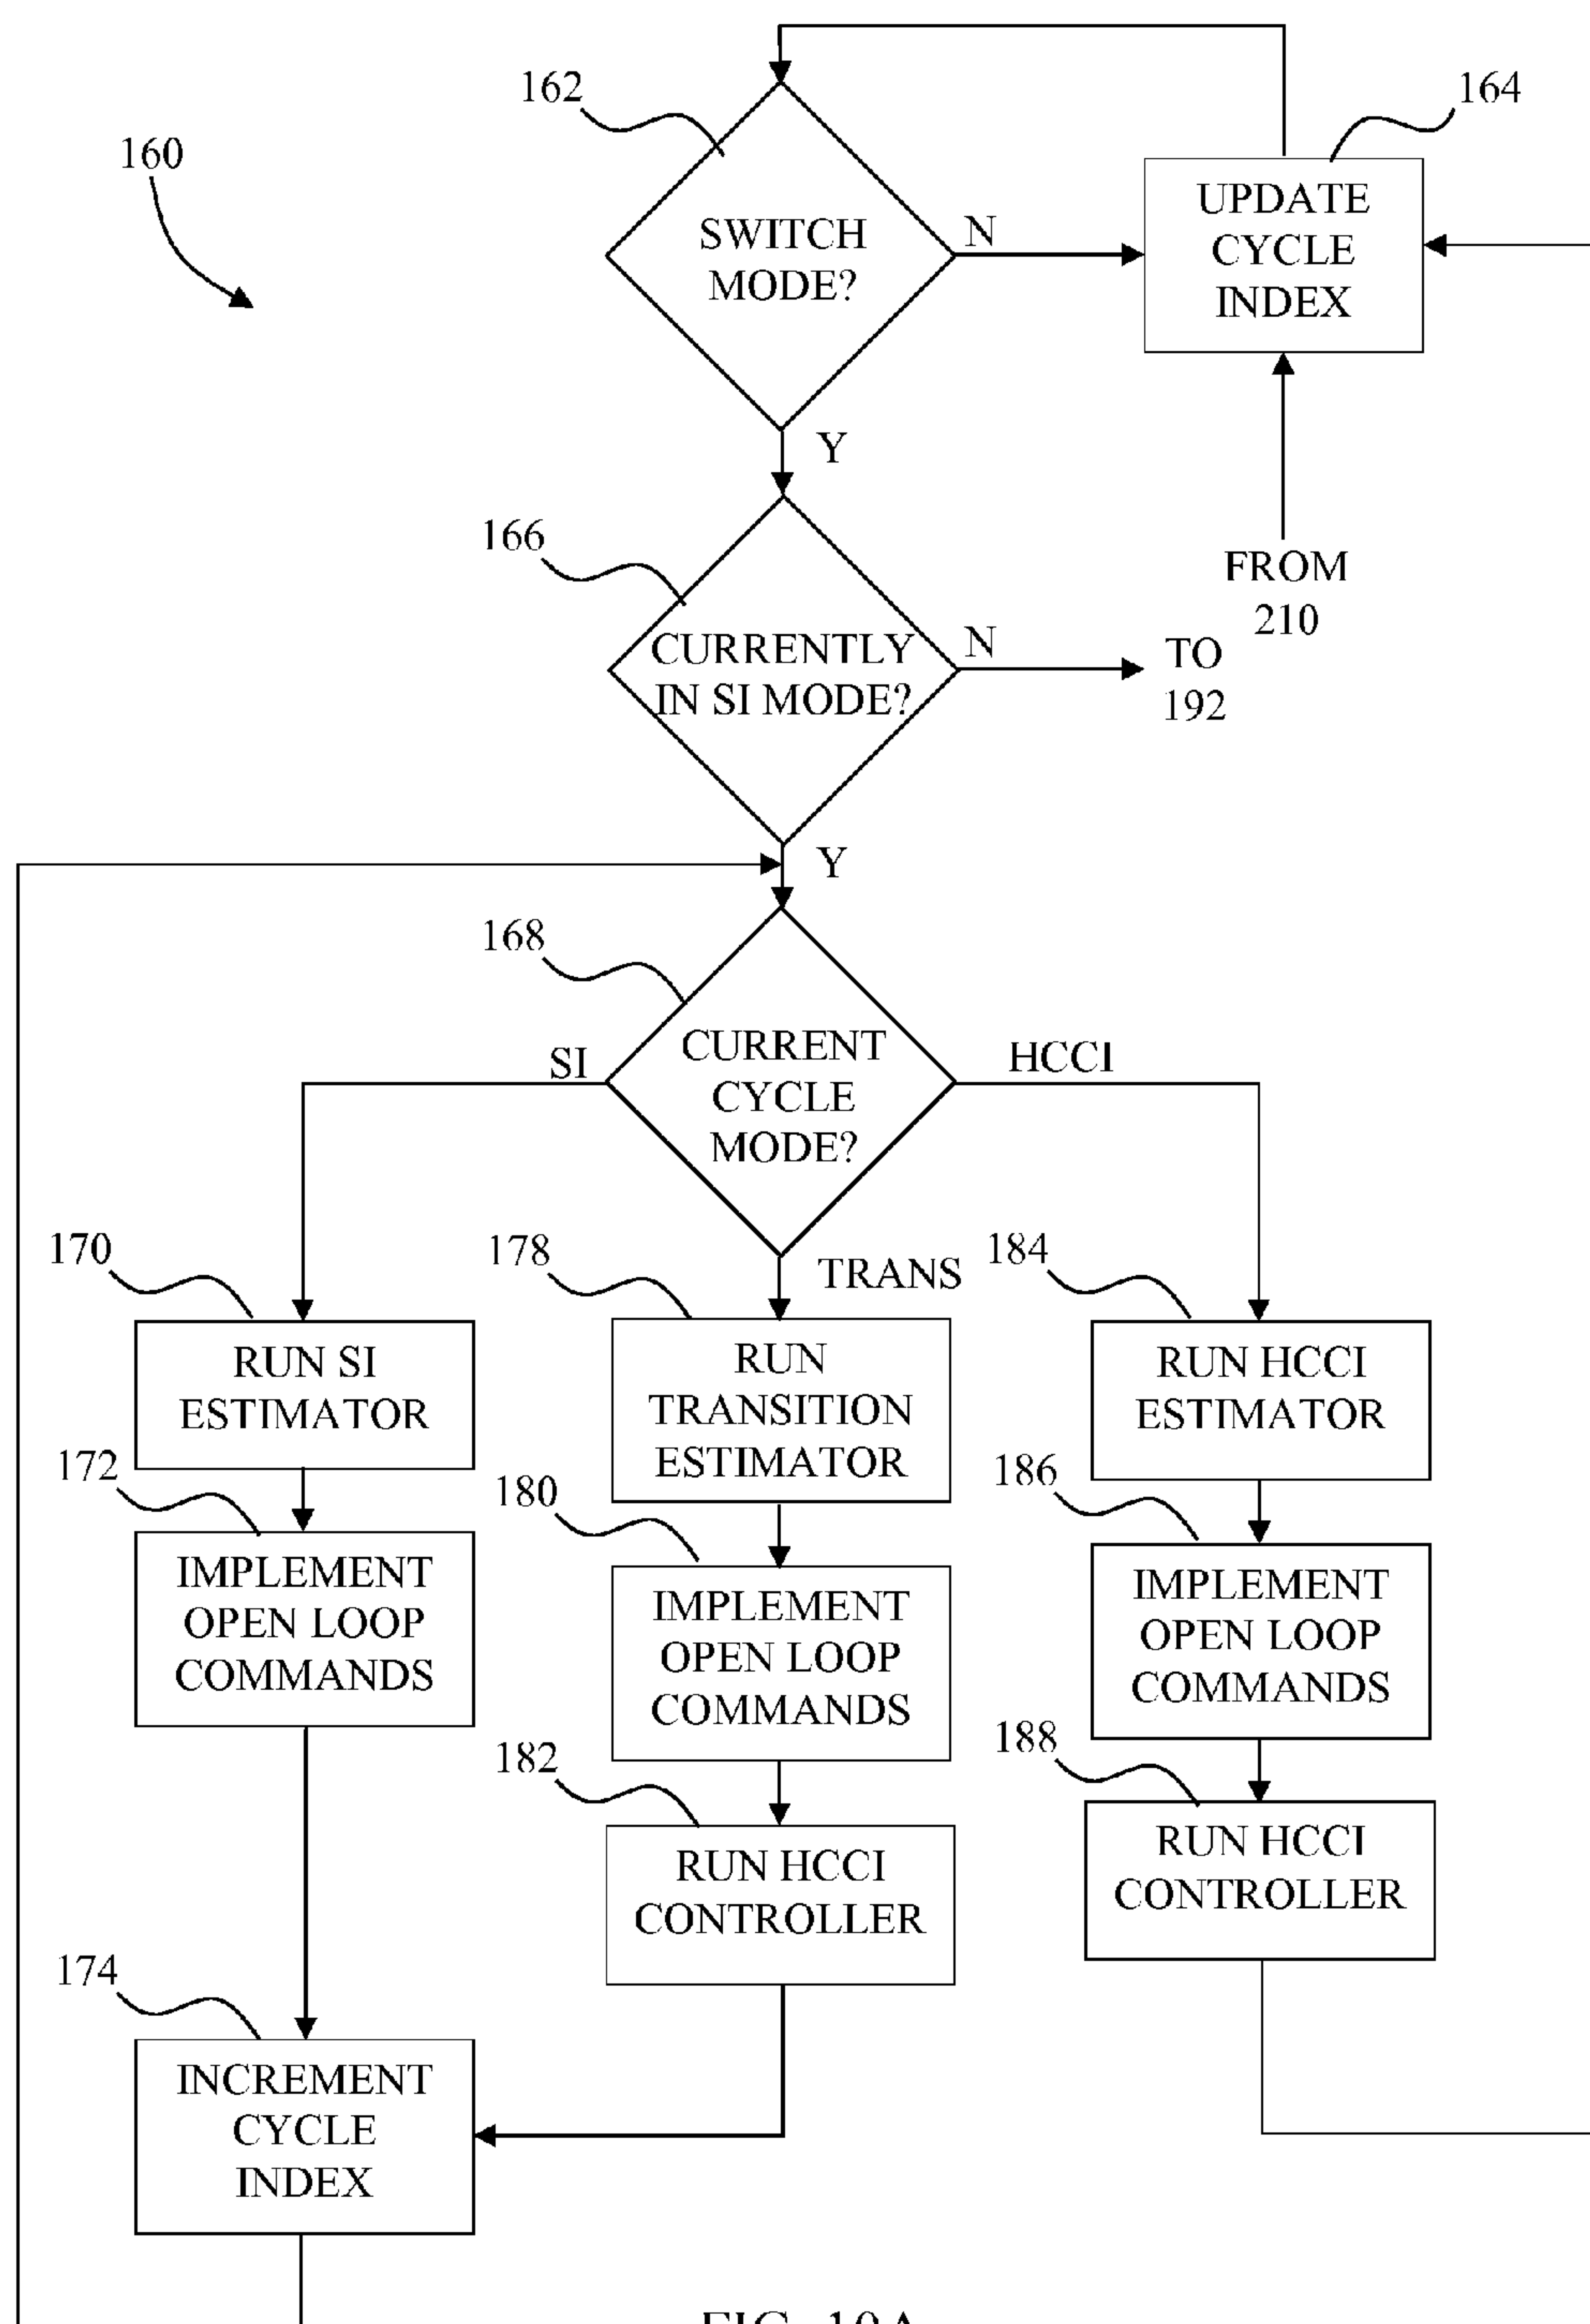 162
164
160
UPDATE
CYCLE
INDEX
SWITCH
MODE?
N
Y
166
FROM
210
CURRENTLY
IN SI MODE?
N
TO
192
Y
168
CURRENT
CYCLE
MODE?
SI
HCCI
TRANS
170
178
184
RUN SI
ESTIMATOR
RUN
TRANSITION
ESTIMATOR
RUN HCCI
ESTIMATOR
172
180
186
IMPLEMENT
OPEN LOOP
COMMANDS
IMPLEMENT
OPEN LOOP
COMMANDS
IMPLEMENT
OPEN LOOP
COMMANDS
182
188
RUN HCCI
CONTROLLER
RUN HCCI
CONTROLLER
174
INCREMENT
CYCLE
INDEX
FIG. 10A